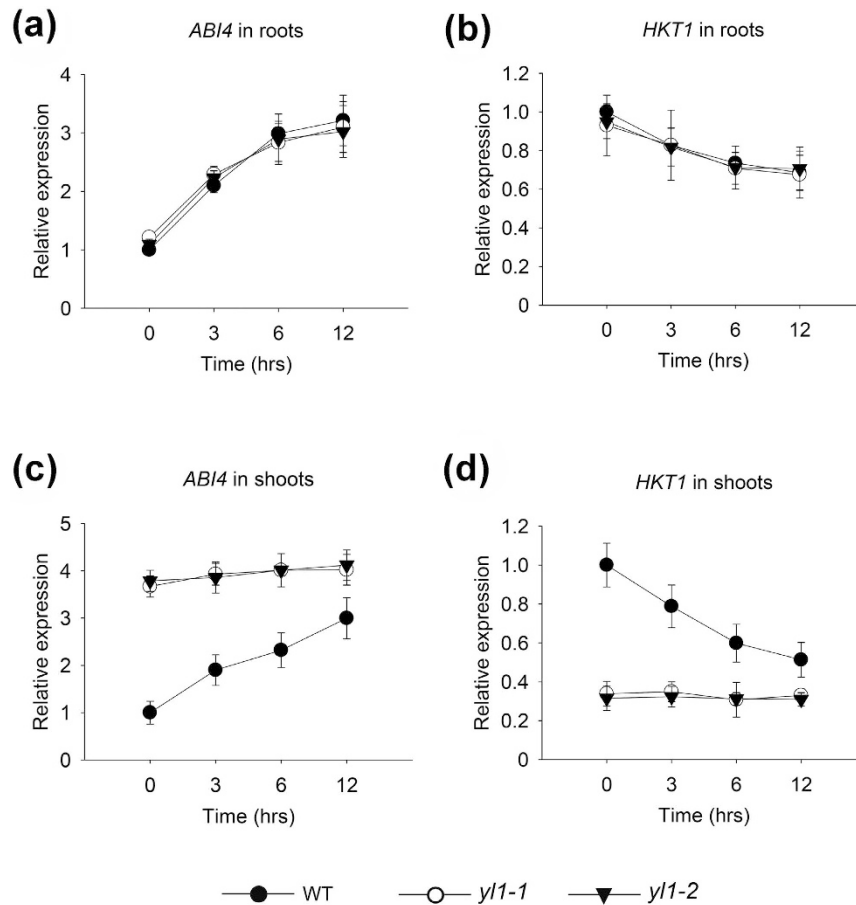 (a)
ABI4 in roots
Relative expression
4
3
2
1
0
0 3 6 12
Time (hrs)
(b)
HKT1 in roots
Relative expression
1.2
1.0
0.8
0.6
0.4
0.2
0
0 3 6 12
Time (hrs)
(c)
ABI4 in shoots
Relative expression
5
4
3
2
1
0
0 3 6 12
Time (hrs)
(d)
HKT1 in shoots
Relative expression
1.2
1.0
0.8
0.6
0.4
0.2
0
0 3 6 12
Time (hrs)
WT yl1-1 yl1-2